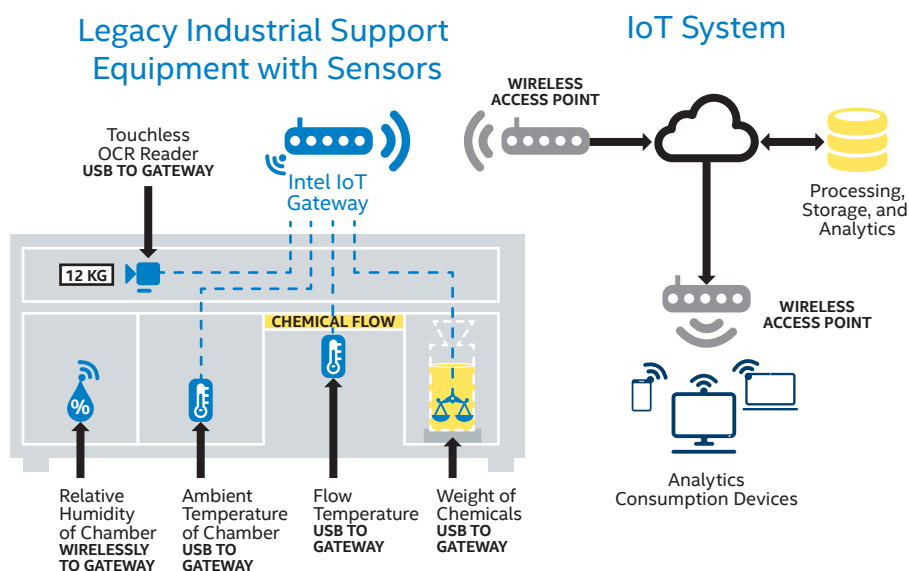 Legacy Industrial Support
Equipment with Sensors
IoT System
WIRELESS
ACCESS POINT
Touchless
OCR Reader
USB TO GATEWAY
Intel IoT
Gateway
Processing,
Storage, and
Analytics
12 KG
CHEMICAL FLOW
WIRELESS
ACCESS POINT
%
Relative
Humidity
of Chamber
WIRELESSLY
TO GATEWAY
Ambient
Temperature
of Chamber
USB TO
GATEWAY
Flow
Temperature
USB TO
GATEWAY
Weight of
Chemicals
USB TO
GATEWAY
Analytics
Consumption Devices